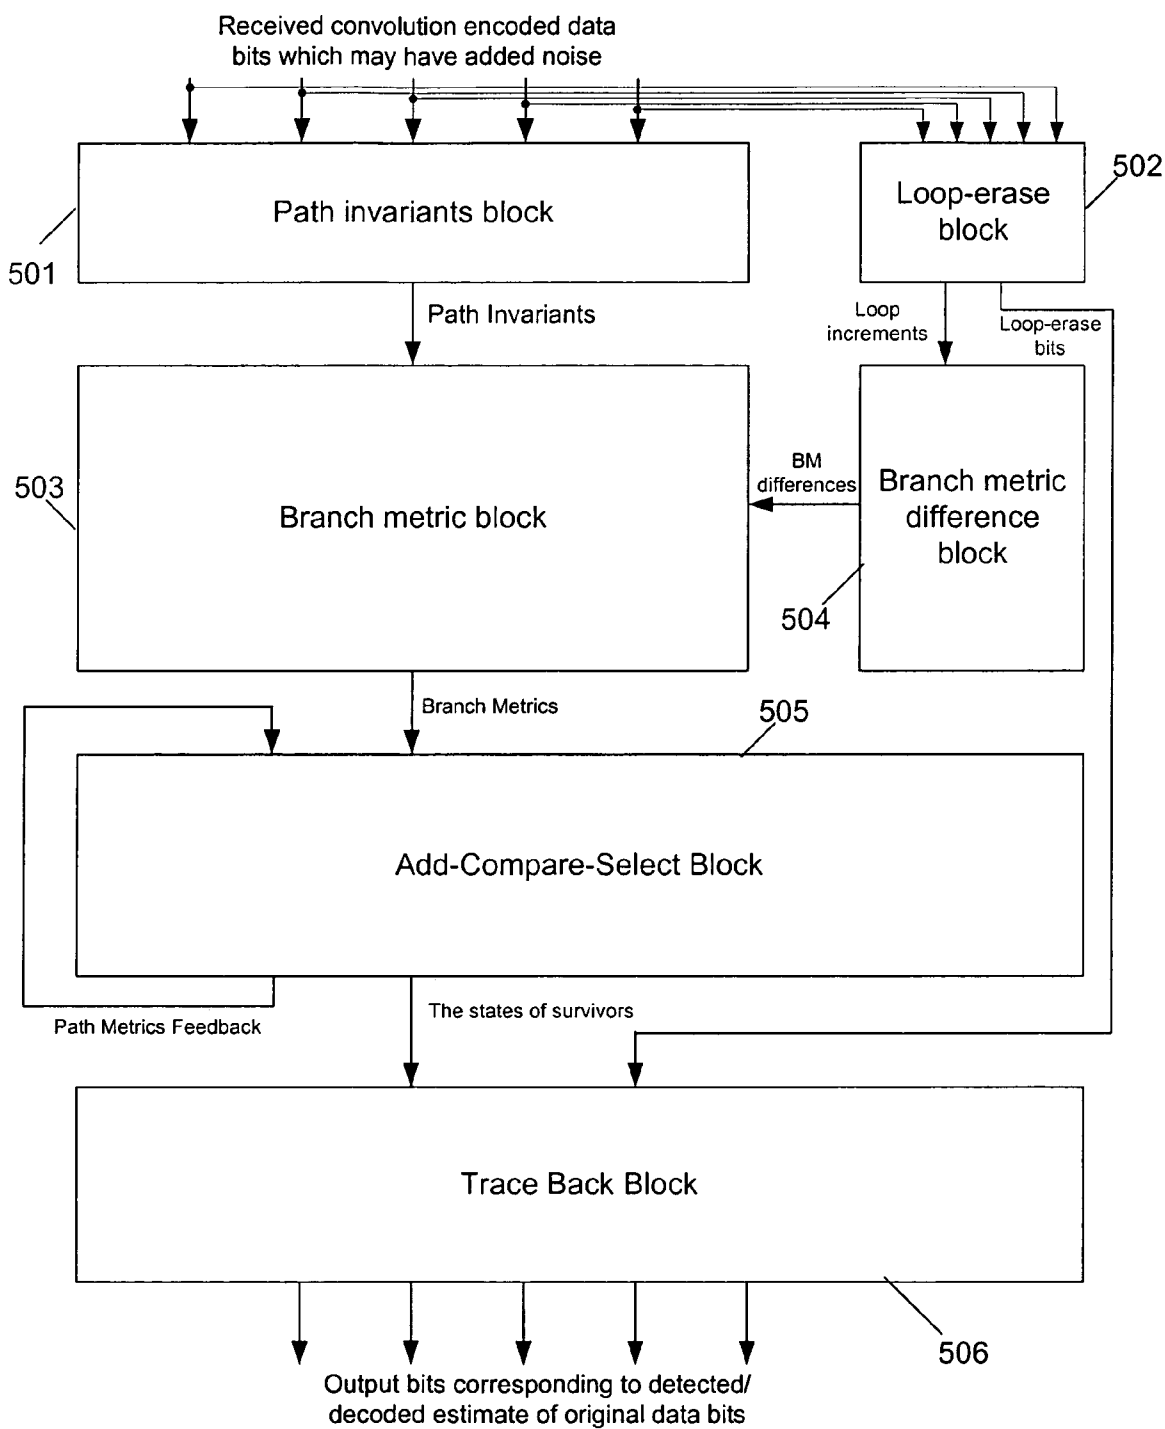 Received convolution encoded data
bits which may have added noise
Path invariants block
501
Loop-erase
block
502
Path Invariants
Loop
increments
Loop-erase
bits
503
Branch metric block
BM
differences
Branch metric
difference
block
504
Branch Metrics
505
Add-Compare-Select Block
Path Metrics Feedback
The states of survivors
Trace Back Block
506
Output bits corresponding to detected/
decoded estimate of original data bits